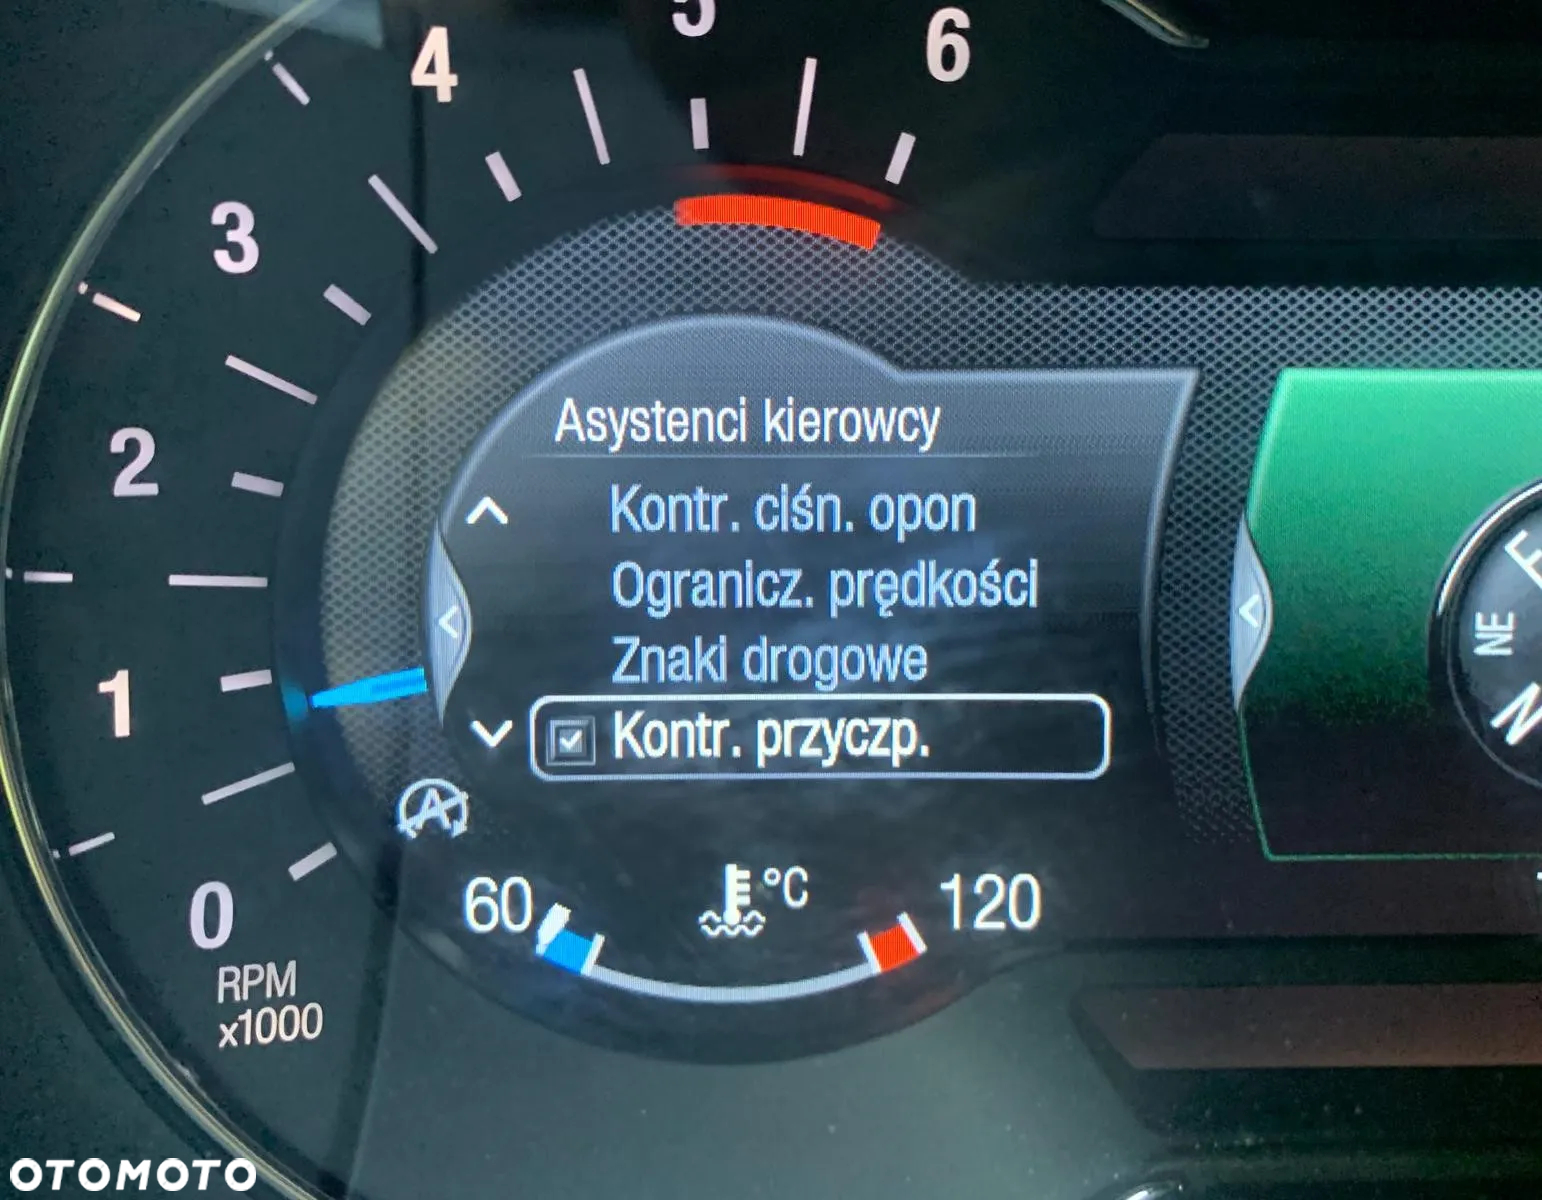 5
4
6
3
2
1
0
RPM
x1000
Asystenci kierowcy
Kontr. ciśn. opon
Ogranicz. prędkości
Znaki drogowe
Kontr. przyczp.
A
60
°C
120
E
NE
N
OTOMOTO